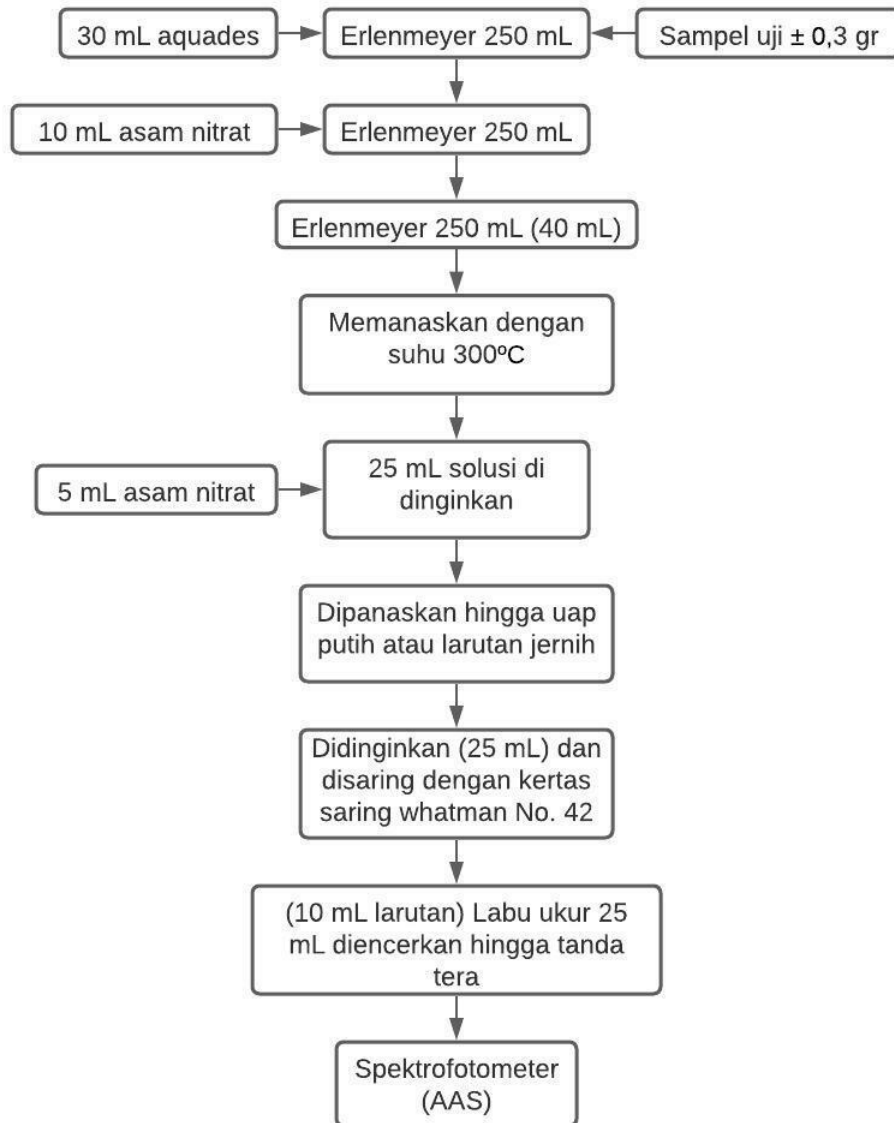 30 mL aquades
Erlenmeyer 250 mL
Sampel uji ± 0,3 gr
10 mL asam nitrat
Erlenmeyer 250 mL
Erlenmeyer 250 mL (40 mL)
Memanaskan dengan
suhu 300ºC
5 mL asam nitrat
25 mL solusi di
dinginkan
Dipanaskan hingga uap
putih atau larutan jernih
Didinginkan (25 mL) dan
disaring dengan kertas
saring whatman No. 42
(10 mL larutan) Labu ukur 25
mL diencerkan hingga tanda
tera
Spektrofotometer
(AAS)